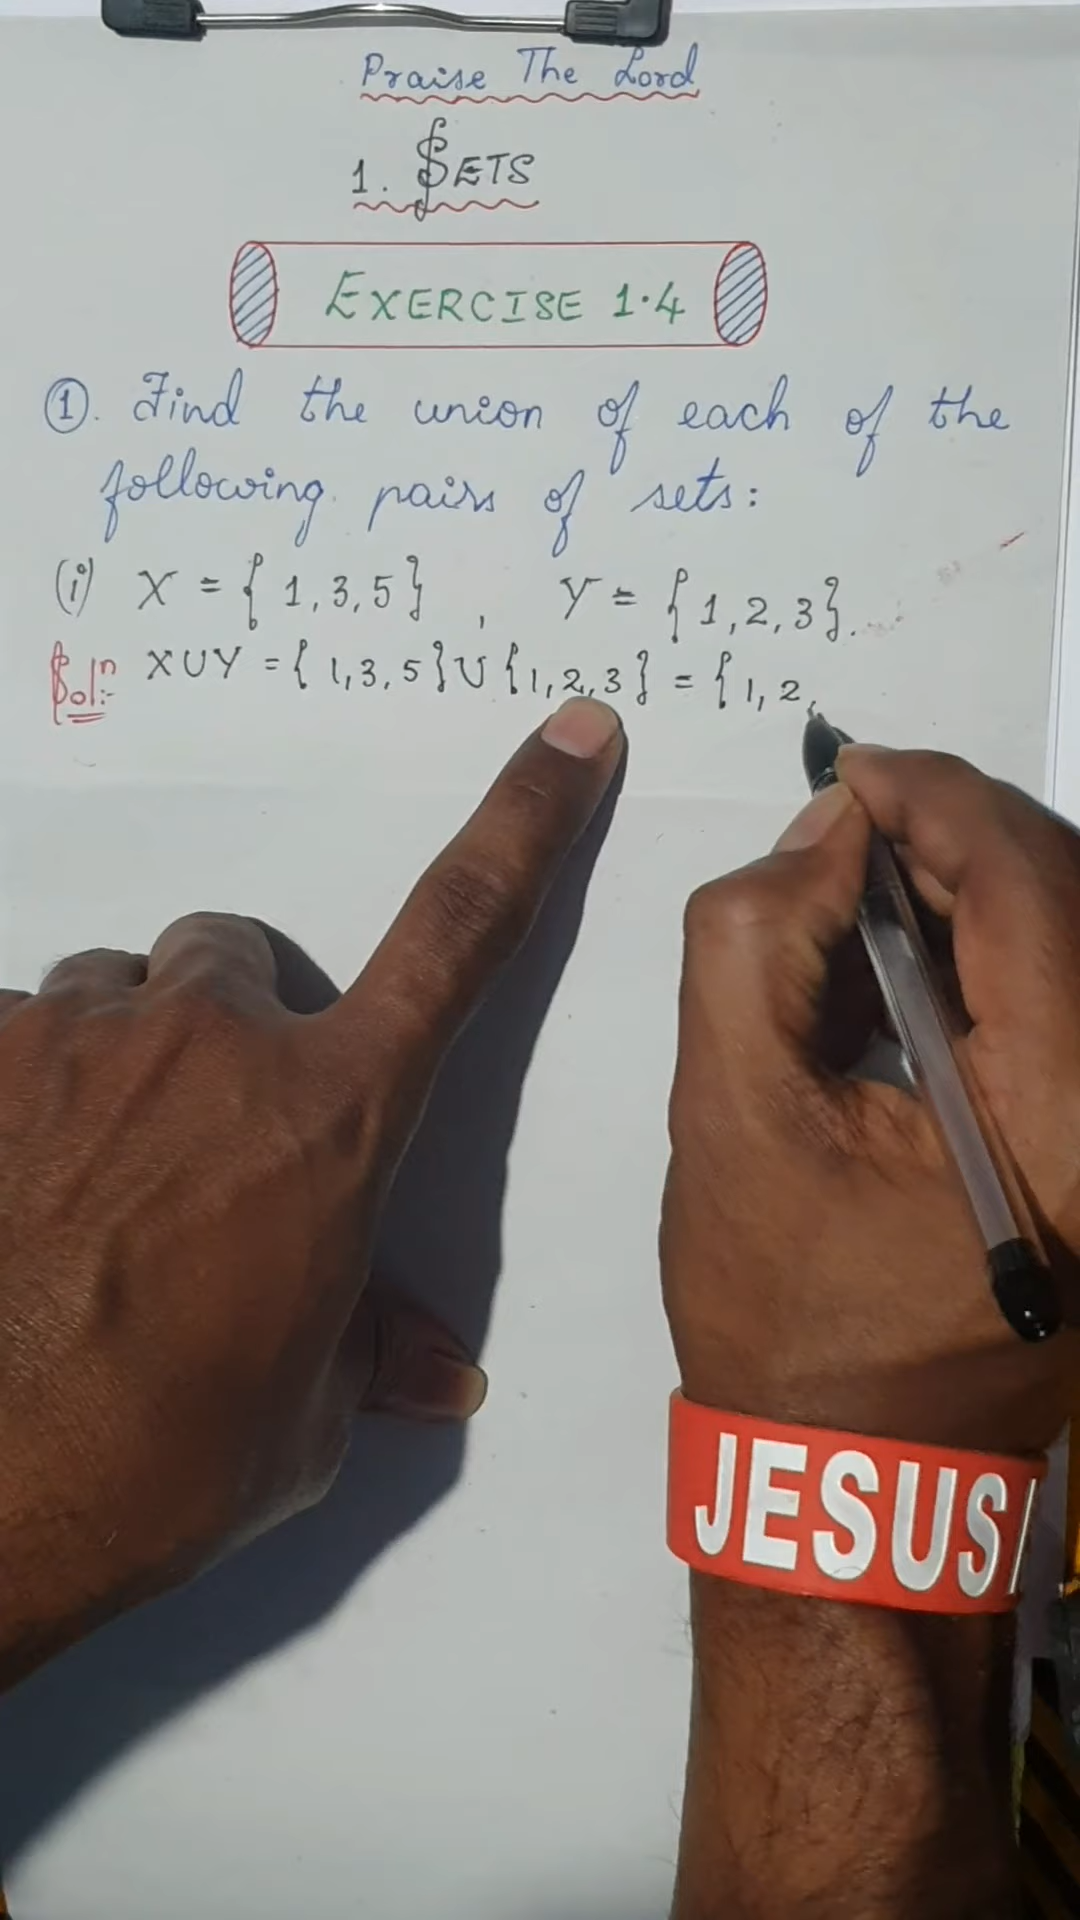 Praise The Lord
1. SETS
EXERCISE 1.4
①. Find the union of each of the
following pairs of sets:
(i) X = { 1, 3, 5 } , Y = { 1, 2, 3 }.
Solⁿ:- X∪Y = { 1, 3, 5 } ∪ { 1, 2, 3 } = { 1, 2,
JESUS